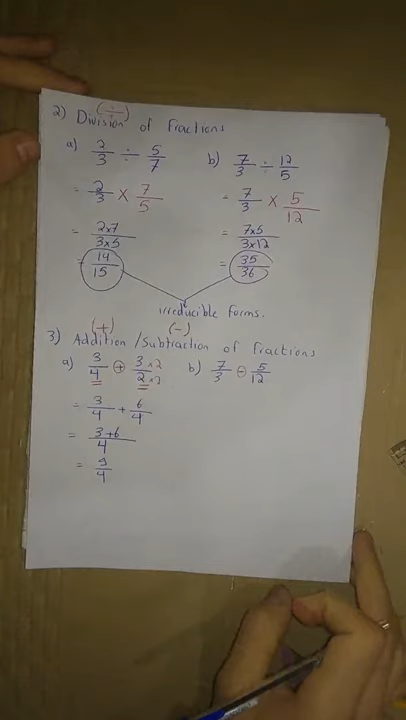 (÷)
2) Division of Fractions
a) 2/3 ÷ 5/7
= 2/3 × 7/5
= 2×7/3×5
= 14/15
b) 7/3 ÷ 12/5
= 7/3 × 5/12
= 7×5/3×12
= 35/36
irreducible forms.
(+) (-)
3) Addition /Subtraction of fractions
a) 3/4 + 3×2/2×2
= 3/4 + 6/4
= 3+6/4
= 9/4
b) 7/3 - 5/12